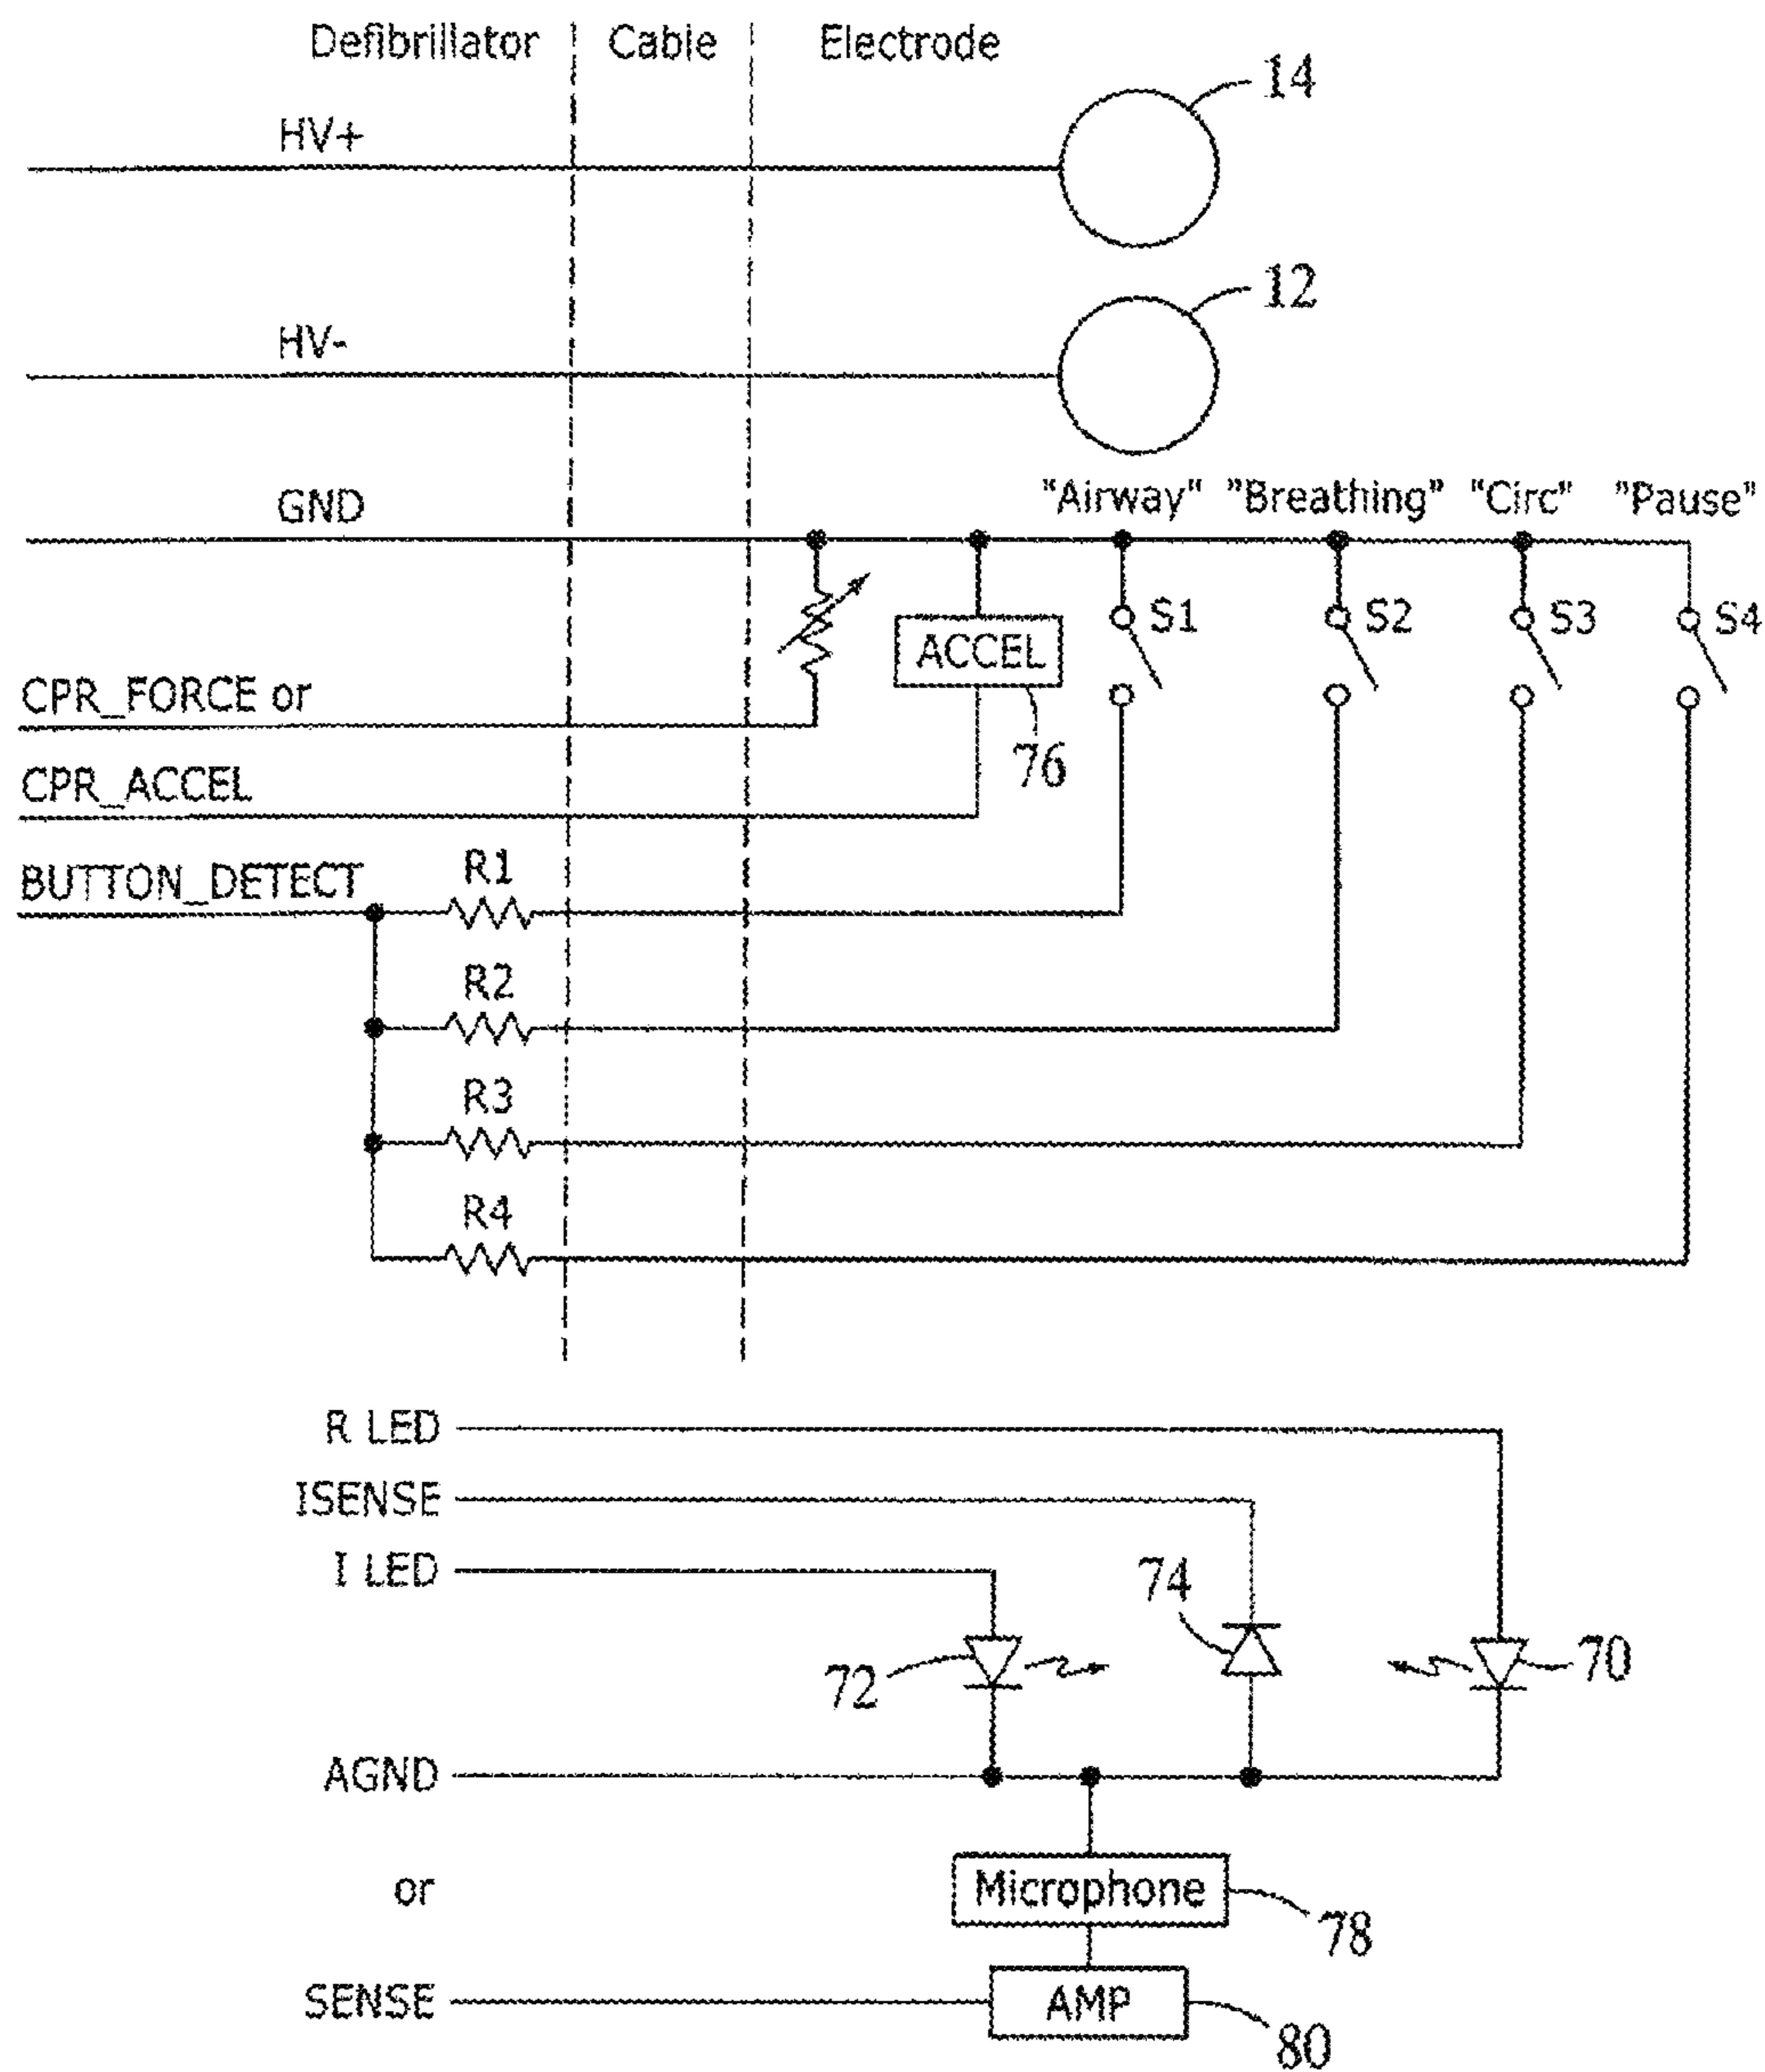 Defibrillator Cable Electrode
14
HV+
12
HV-
GND
"Airway" "Breathing" "Circ" "Pause"
S1 S2 S3 S4
ACCEL
CPR_FORCE or
76
CPR_ACCEL
BUTTON_DETECT
R1
R2
R3
R4
R LED
ISENSE
I LED
74
72
70
AGND
or
Microphone
78
SENSE
AMP
80